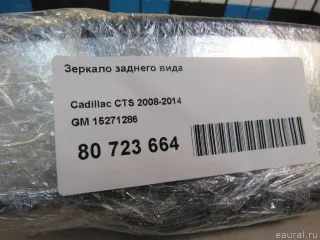 Зеркало заднего вида
Cadillac CTS 2008-2014
GM 15271286
80 723 664
eaural.ru